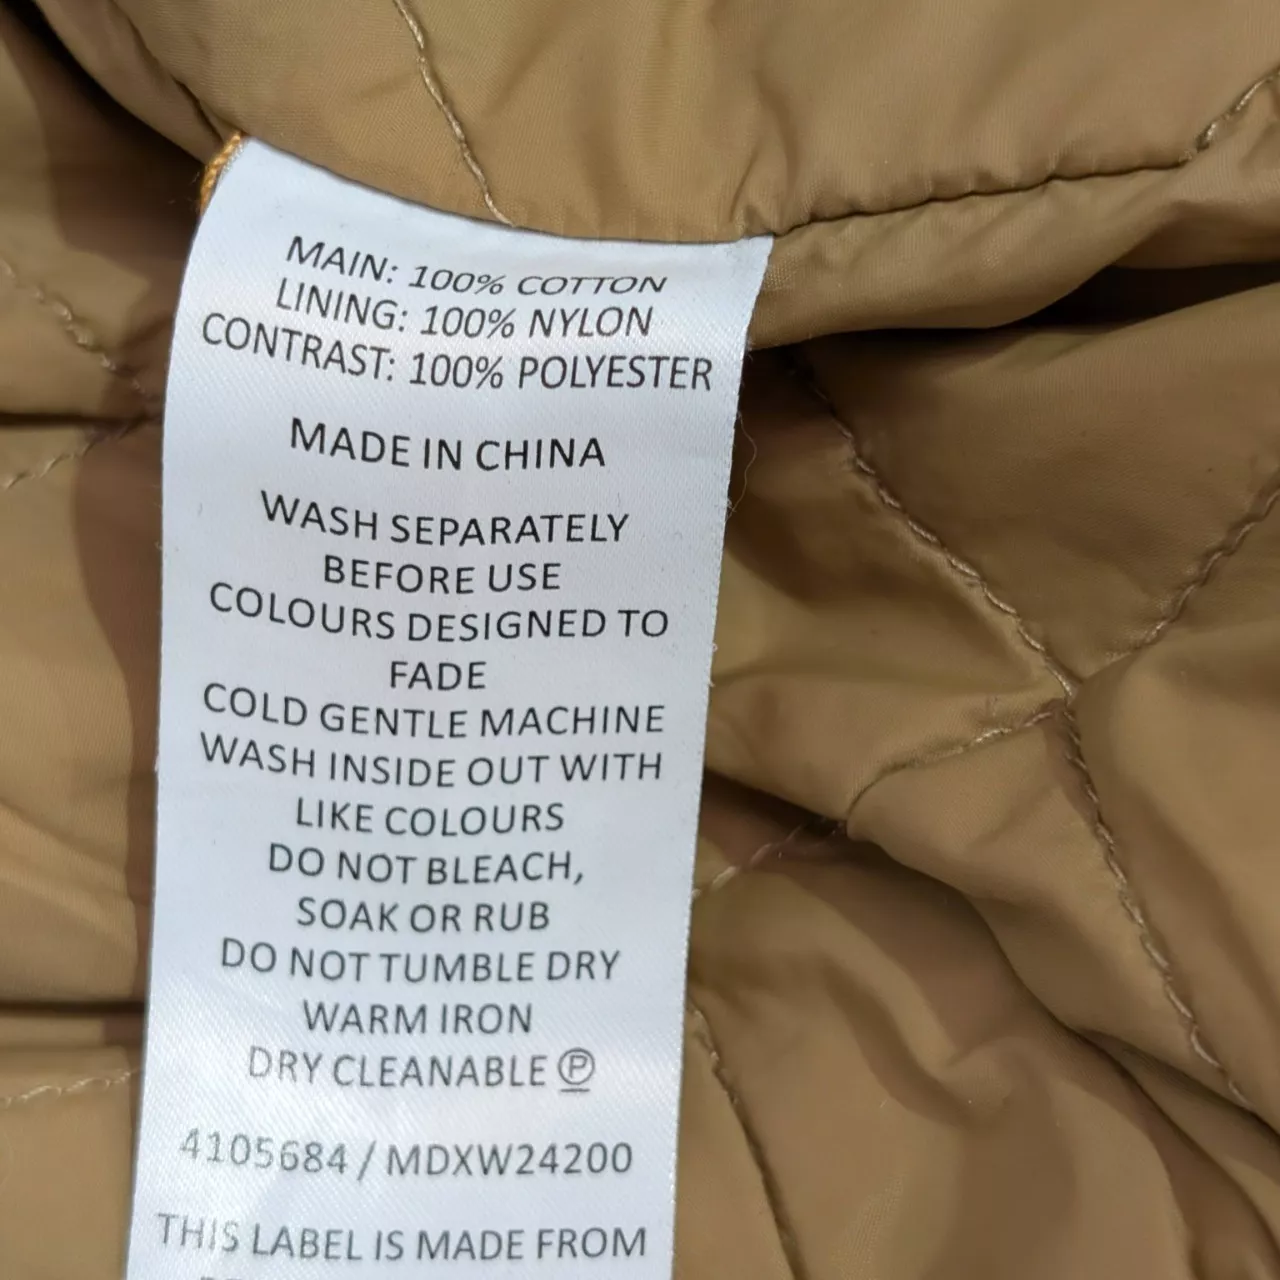 MAIN: 100% COTTON
LINING: 100% NYLON
CONTRAST: 100% POLYESTER
MADE IN CHINA
WASH SEPARATELY
BEFORE USE
COLOURS DESIGNED TO
FADE
COLD GENTLE MACHINE
WASH INSIDE OUT WITH
LIKE COLOURS
DO NOT BLEACH,
SOAK OR RUB
DO NOT TUMBLE DRY
WARM IRON
DRY CLEANABLE Ⓟ
4105684 / MDXW24200
THIS LABEL IS MADE FROM